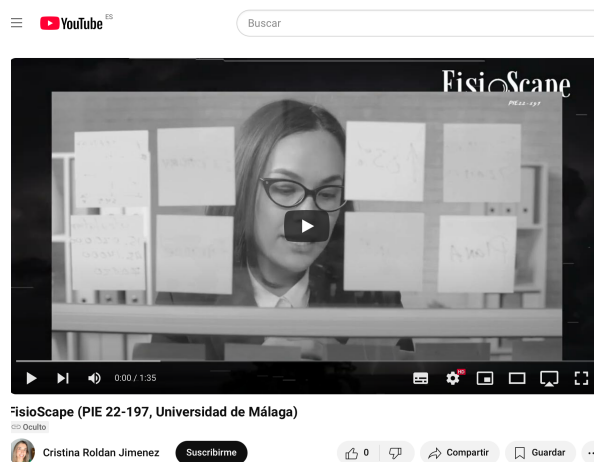 YouTube ES
Buscar
FisioScape
PIE22-197
0:00 / 1:35
HD
FisioScape (PIE 22-197, Universidad de Málaga)
Oculto
Cristina Roldan Jimenez
Suscribirme
0
Compartir
Guardar